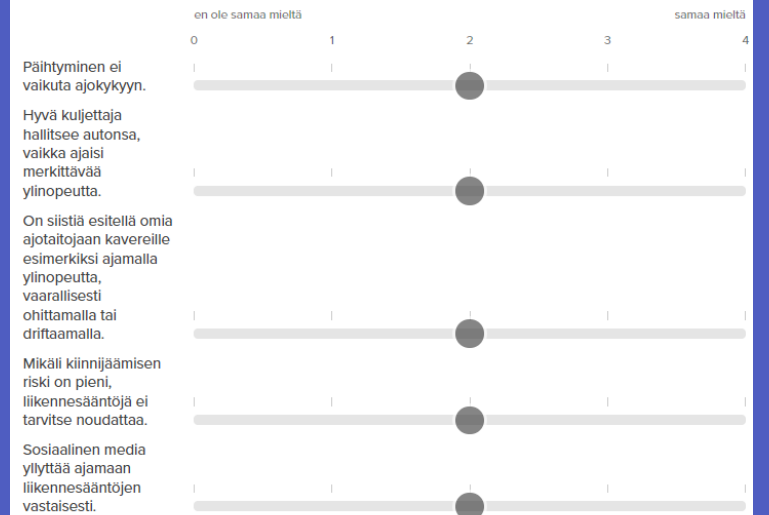 en ole samaa mieltä samaa mieltä
0 1 2 3 4
Päihtyminen ei
vaikuta ajokykyyn.
Hyvä kuljettaja
hallitsee autonsa,
vaikka ajaisi
merkittävää
ylinopeutta.
On siistiä esitellä omia
ajotaitojaan kavereille
esimerkiksi ajamalla
ylinopeutta,
vaarallisesti
ohittamalla tai
driftaamalla.
Mikäli kiinnijäämisen
riski on pieni,
liikennesääntöjä ei
tarvitse noudattaa.
Sosiaalinen media
yllyttää ajamaan
liikennesääntöjen
vastaisesti.